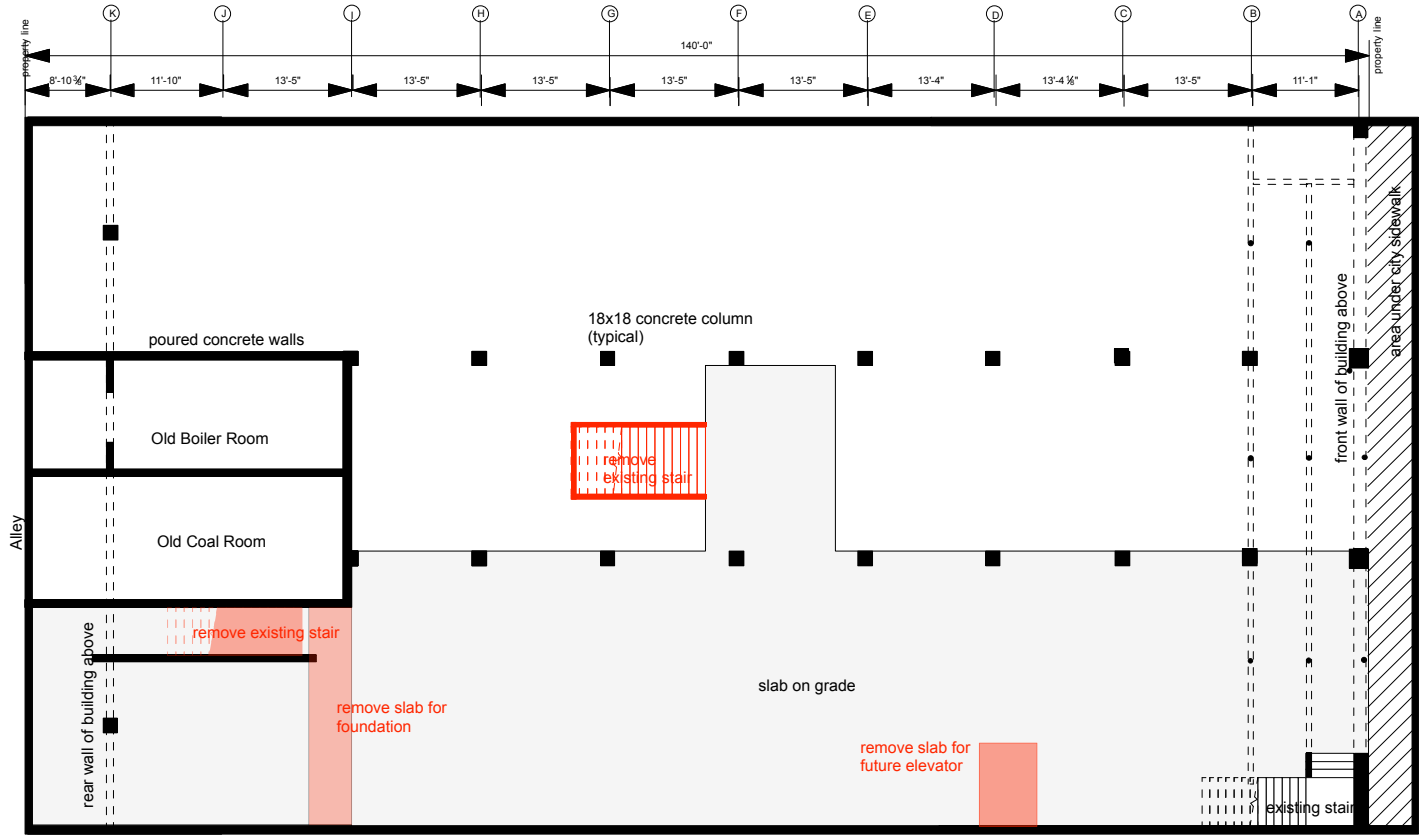 K
J
I
H
G
F
E
D
C
B
A
property line
property line
140'-0"
8'-10 ⅜"
11'-10"
13'-5"
13'-5"
13'-5"
13'-5"
13'-5"
13'-4"
13'-4 ⅛"
13'-5"
11'-1"
area under city sidewalk
front wall of building above
18x18 concrete column
(typical)
poured concrete walls
Old Boiler Room
remove
existing stair
Old Coal Room
Alley
remove existing stair
rear wall of building above
slab on grade
remove slab for
foundation
remove slab for
future elevator
existing stair